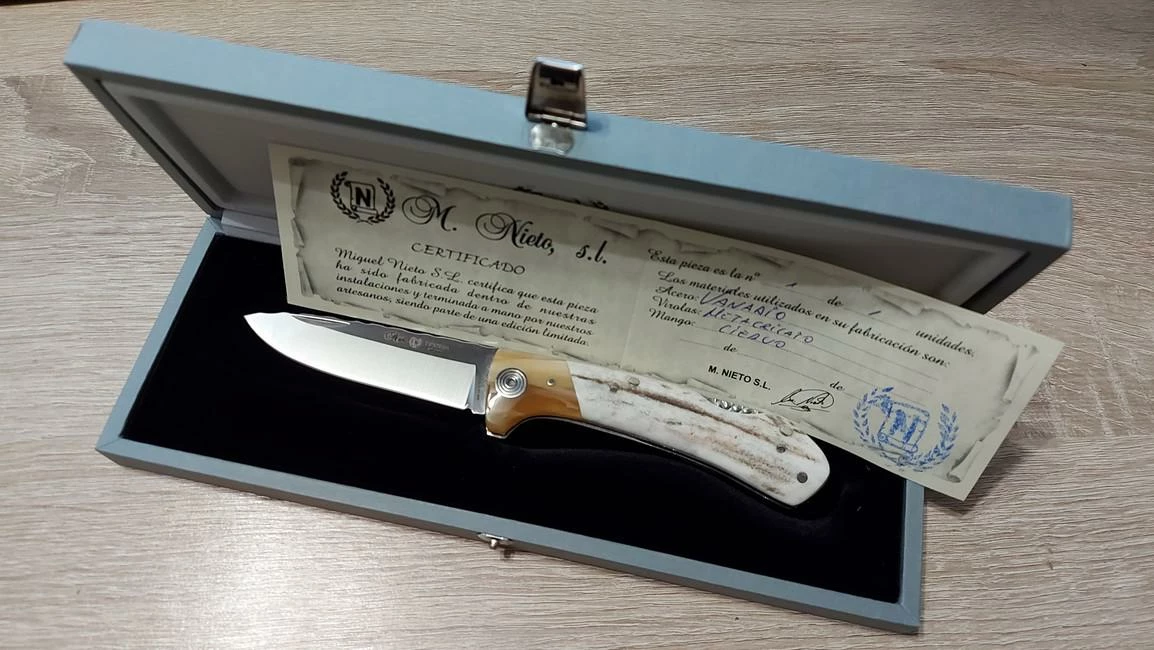 N
M. Nieto, s.l.
CERTIFICADO
Miguel Nieto S.L. certifica que esta pieza
ha sido fabricada dentro de nuestras
instalaciones y terminada a mano por nuestros
artesanos, siendo parte de una edición limitada.
Esta pieza es la nº 1 de 1 unidades.
Los materiales utilizados en su fabricación son:
Acero: VANADIO
Virolas: METACRILATO
Mango: CIERVO
de de
M. NIETO S.L.
N